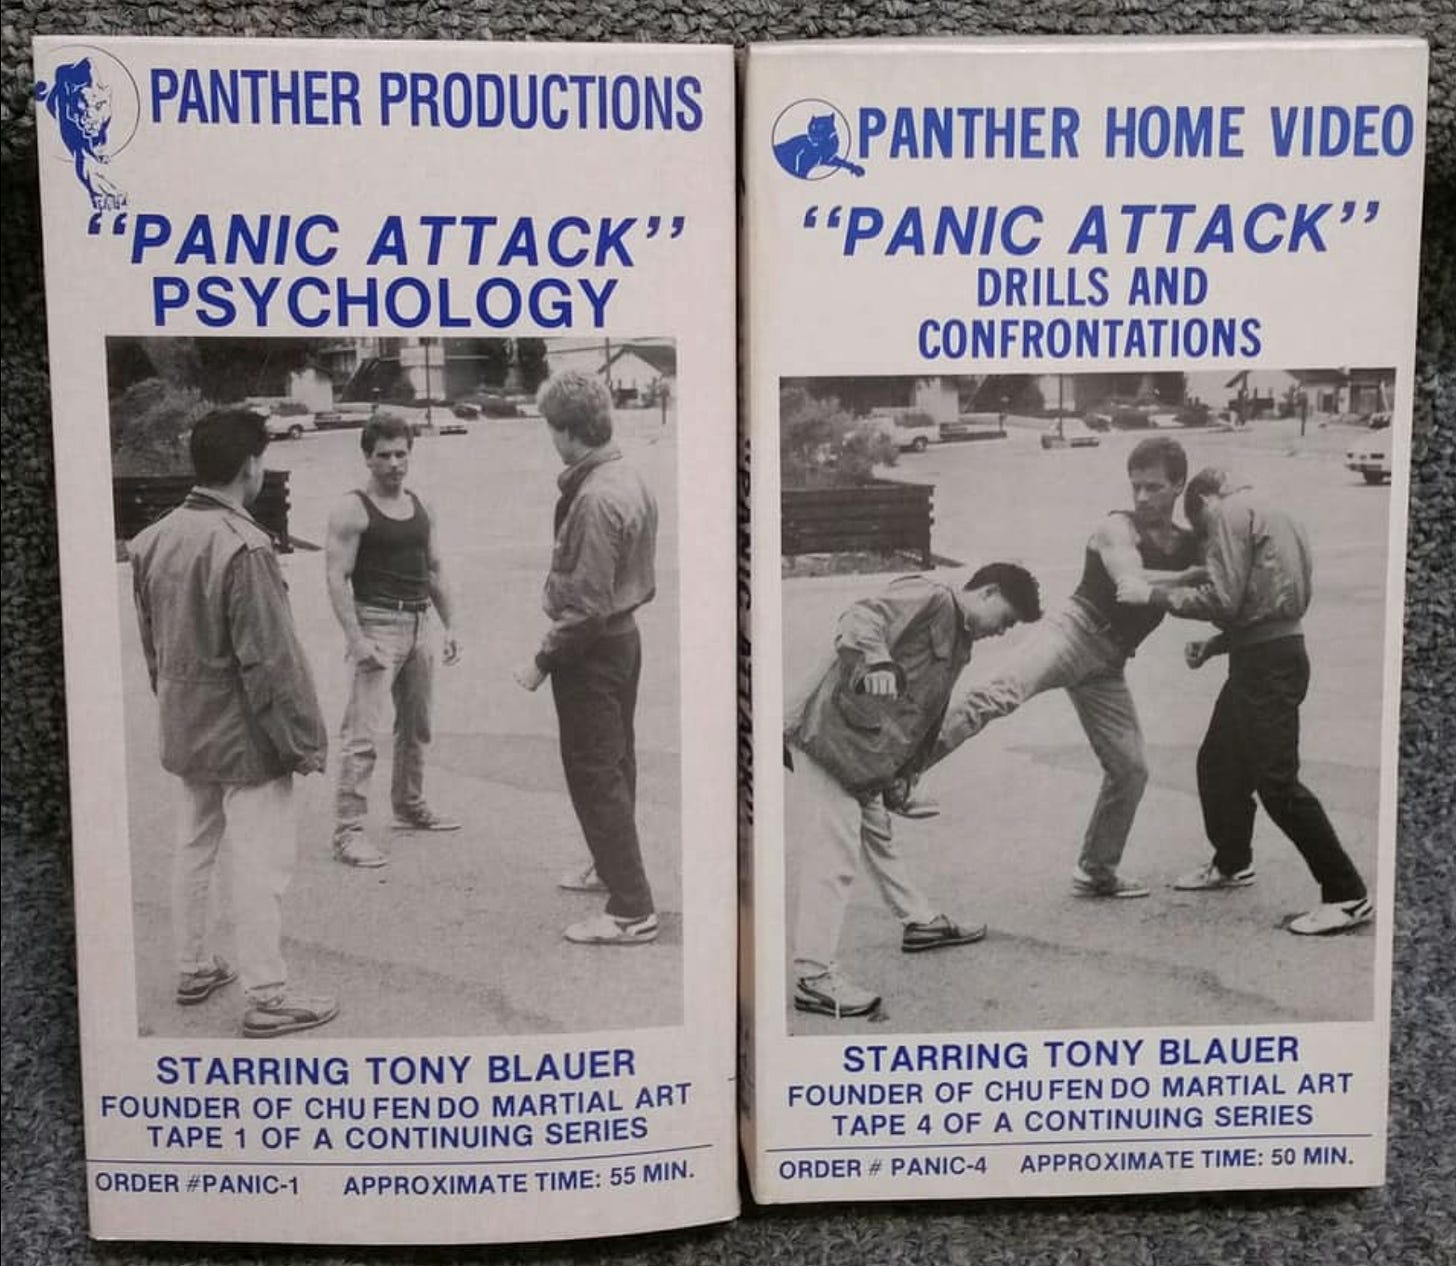 PANTHER PRODUCTIONS
“PANIC ATTACK”
PSYCHOLOGY
STARRING TONY BLAUER
FOUNDER OF CHU FEN DO MARTIAL ART
TAPE 1 OF A CONTINUING SERIES
ORDER #PANIC-1 APPROXIMATE TIME: 55 MIN.
PANTHER HOME VIDEO
“PANIC ATTACK”
DRILLS AND
CONFRONTATIONS
STARRING TONY BLAUER
FOUNDER OF CHU FEN DO MARTIAL ART
TAPE 4 OF A CONTINUING SERIES
ORDER # PANIC-4 APPROXIMATE TIME: 50 MIN.